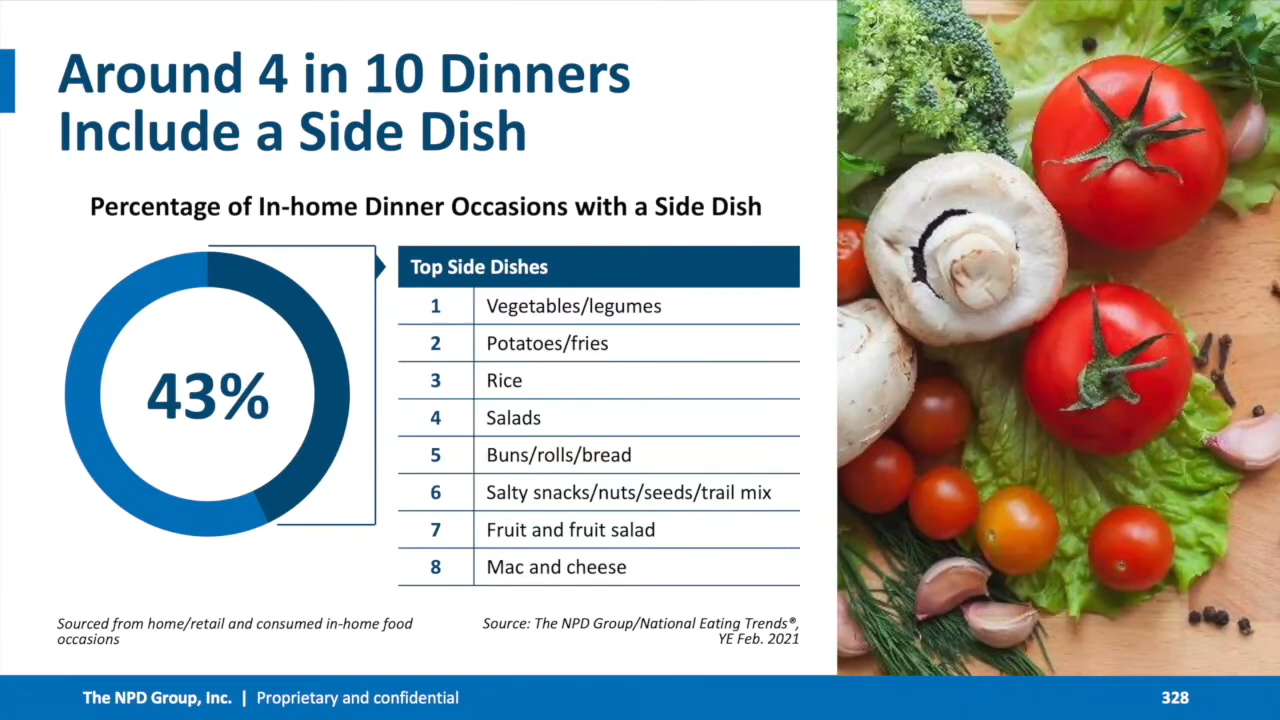 Around 4 in 10 Dinners
Include a Side Dish
Percentage of In-home Dinner Occasions with a Side Dish
43%
Top Side Dishes
1 Vegetables/legumes
2 Potatoes/fries
3 Rice
4 Salads
5 Buns/rolls/bread
6 Salty snacks/nuts/seeds/trail mix
7 Fruit and fruit salad
8 Mac and cheese
Sourced from home/retail and consumed in-home food
occasions
Source: The NPD Group/National Eating Trends®,
YE Feb. 2021
The NPD Group, Inc. | Proprietary and confidential
328